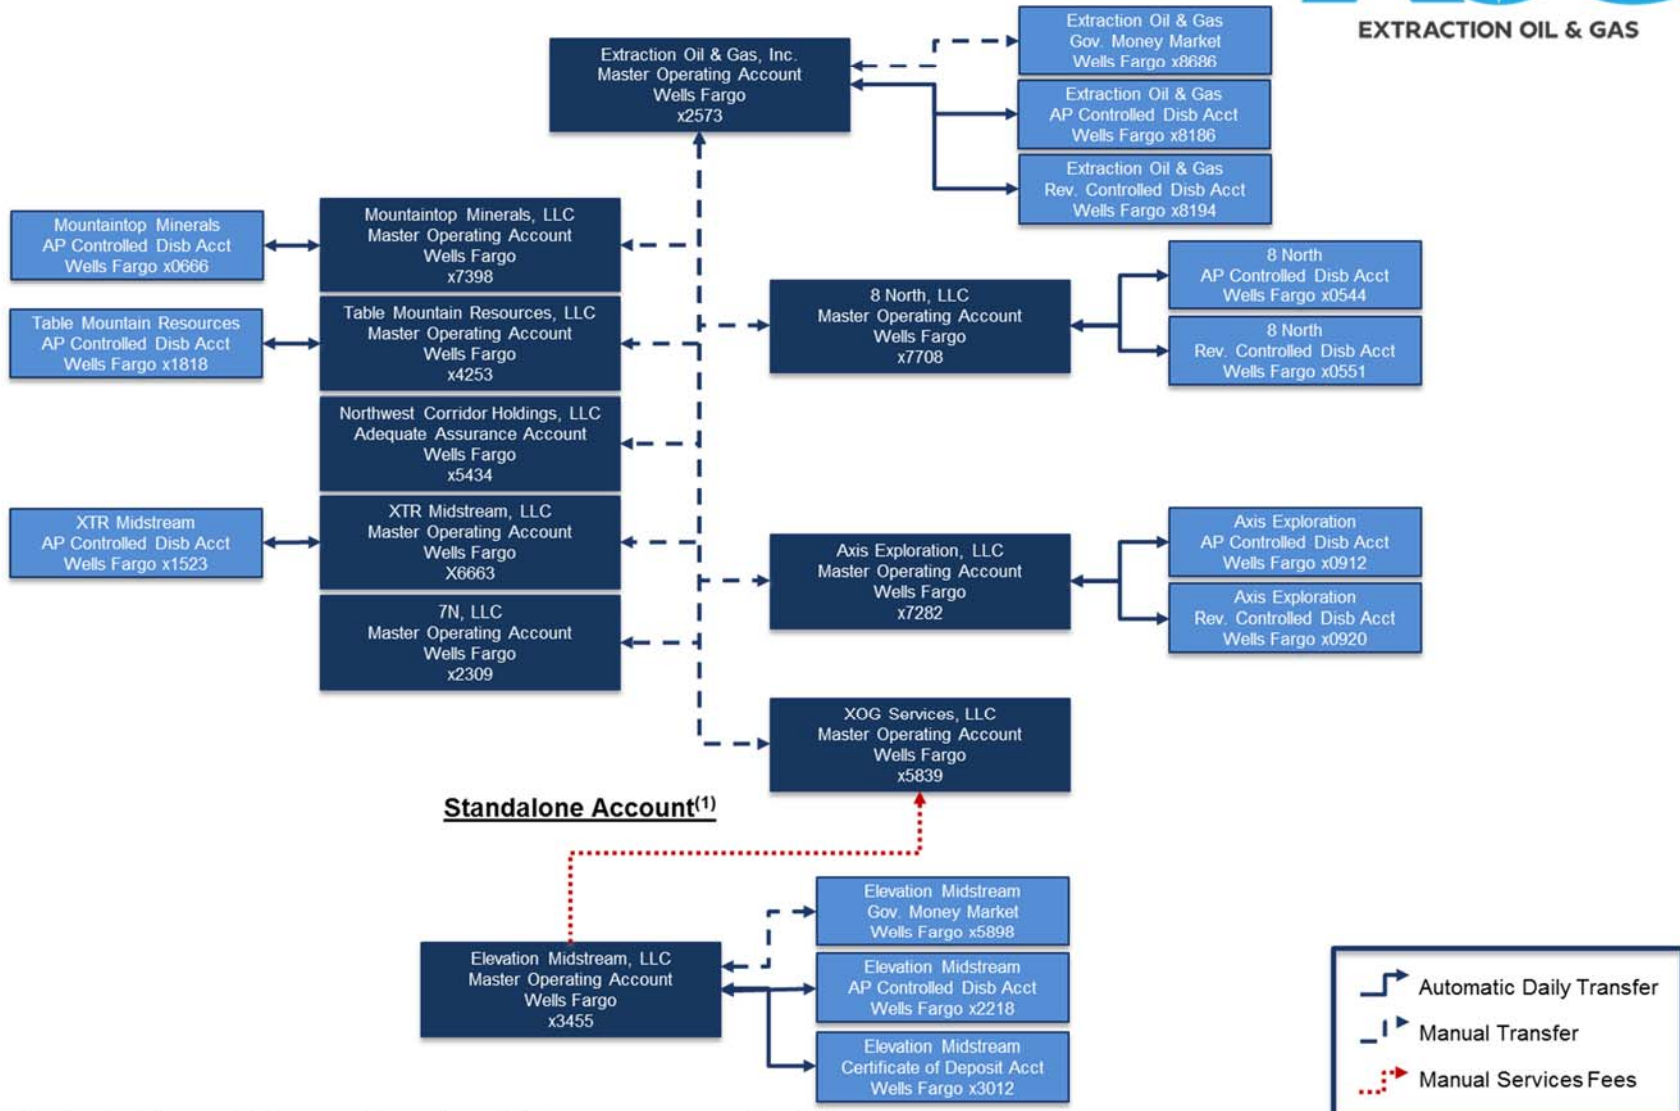 EXTRACTION OIL & GAS
Extraction Oil & Gas, Inc.
Master Operating Account
Wells Fargo
x2573
Extraction Oil & Gas
Gov. Money Market
Wells Fargo x8686
Extraction Oil & Gas
AP Controlled Disb Acct
Wells Fargo x8186
Extraction Oil & Gas
Rev. Controlled Disb Acct
Wells Fargo x8194
Mountaintop Minerals
AP Controlled Disb Acct
Wells Fargo x0666
Mountaintop Minerals, LLC
Master Operating Account
Wells Fargo
x7398
Table Mountain Resources
AP Controlled Disb Acct
Wells Fargo x1818
Table Mountain Resources, LLC
Master Operating Account
Wells Fargo
x4253
Northwest Corridor Holdings, LLC
Adequate Assurance Account
Wells Fargo
x5434
XTR Midstream
AP Controlled Disb Acct
Wells Fargo x1523
XTR Midstream, LLC
Master Operating Account
Wells Fargo
X6663
7N, LLC
Master Operating Account
Wells Fargo
x2309
8 North, LLC
Master Operating Account
Wells Fargo
x7708
8 North
AP Controlled Disb Acct
Wells Fargo x0544
8 North
Rev. Controlled Disb Acct
Wells Fargo x0551
Axis Exploration, LLC
Master Operating Account
Wells Fargo
x7282
Axis Exploration
AP Controlled Disb Acct
Wells Fargo x0912
Axis Exploration
Rev. Controlled Disb Acct
Wells Fargo x0920
XOG Services, LLC
Master Operating Account
Wells Fargo
x5839
Standalone Account(1)
Elevation Midstream, LLC
Master Operating Account
Wells Fargo
x3455
Elevation Midstream
Gov. Money Market
Wells Fargo x5898
Elevation Midstream
AP Controlled Disb Acct
Wells Fargo x2218
Elevation Midstream
Certificate of Deposit Acct
Wells Fargo x3012
Automatic Daily Transfer
Manual Transfer
Manual Services Fees